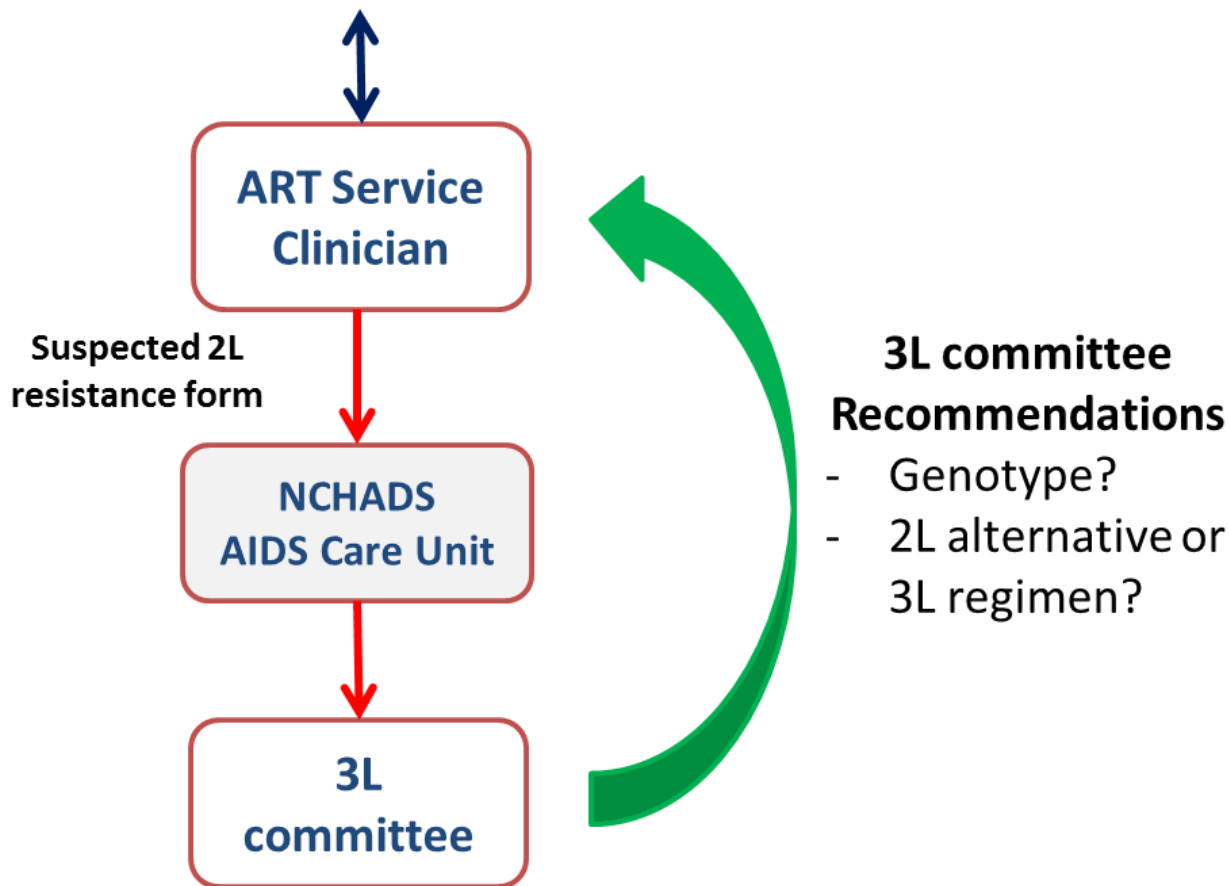 ART Service
Clinician
Suspected 2L
resistance form
NCHADS
AIDS Care Unit
3L
committee
3L committee
Recommendations
- Genotype?
- 2L alternative or
3L regimen?